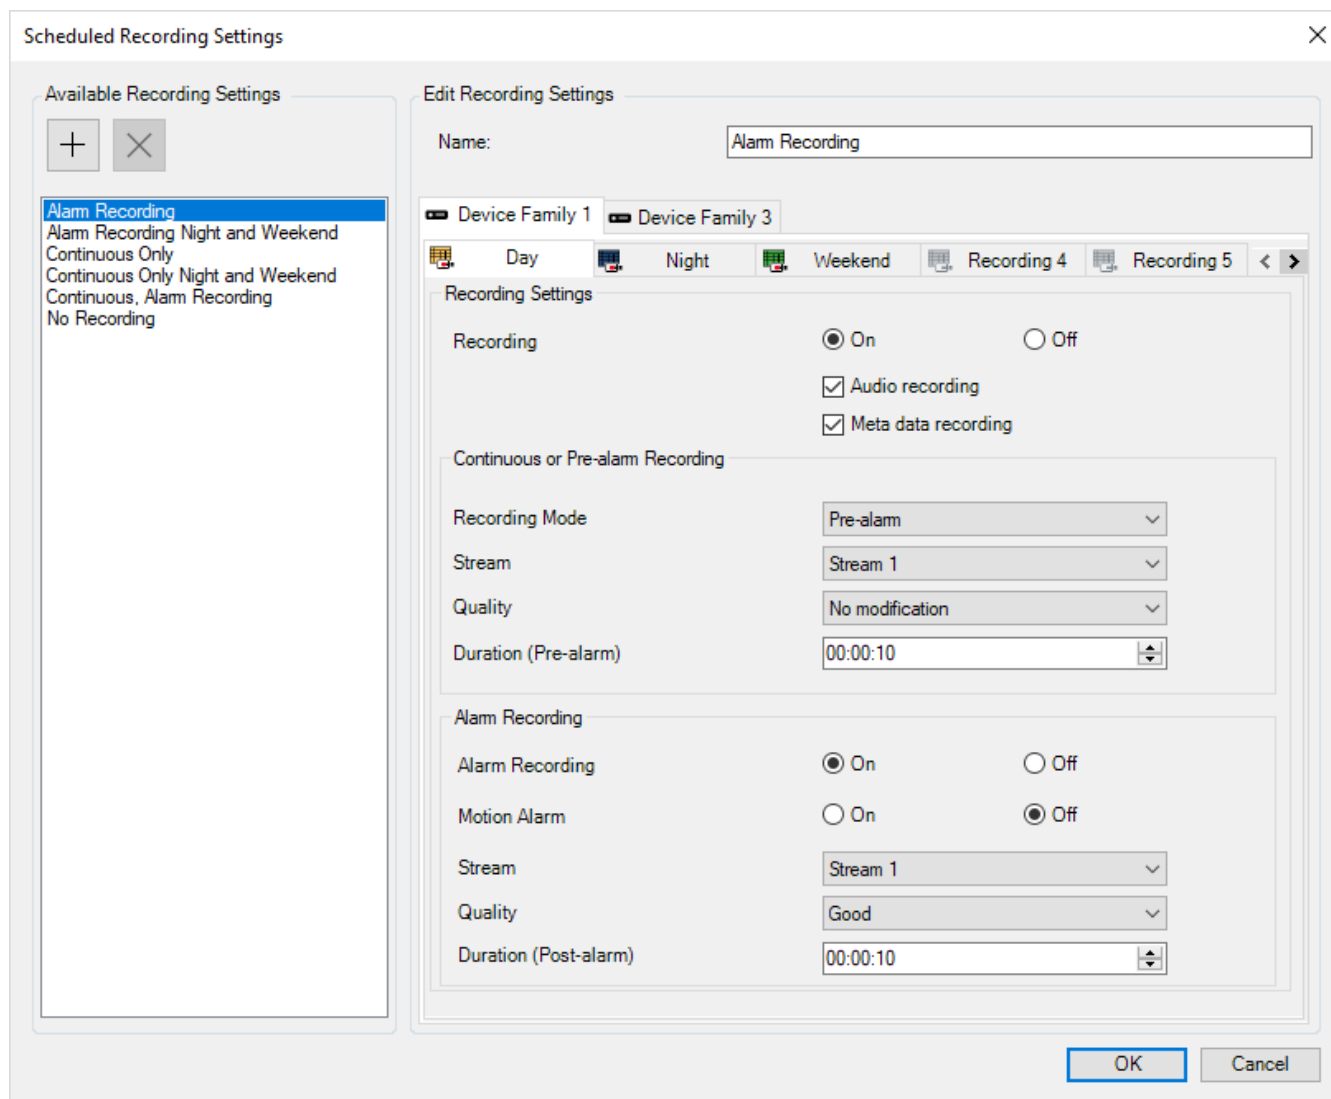 Scheduled Recording Settings
Available Recording Settings
Alarm Recording
Alarm Recording Night and Weekend
Continuous Only
Continuous Only Night and Weekend
Continuous, Alarm Recording
No Recording
Edit Recording Settings
Name: Alarm Recording
Device Family 1 Device Family 3
Day Night Weekend Recording 4 Recording 5
Recording Settings
Recording On Off
Audio recording
Meta data recording
Continuous or Pre-alarm Recording
Recording Mode Pre-alarm
Stream Stream 1
Quality No modification
Duration (Pre-alarm) 00:00:10
Alarm Recording
Alarm Recording On Off
Motion Alarm On Off
Stream Stream 1
Quality Good
Duration (Post-alarm) 00:00:10
OK Cancel